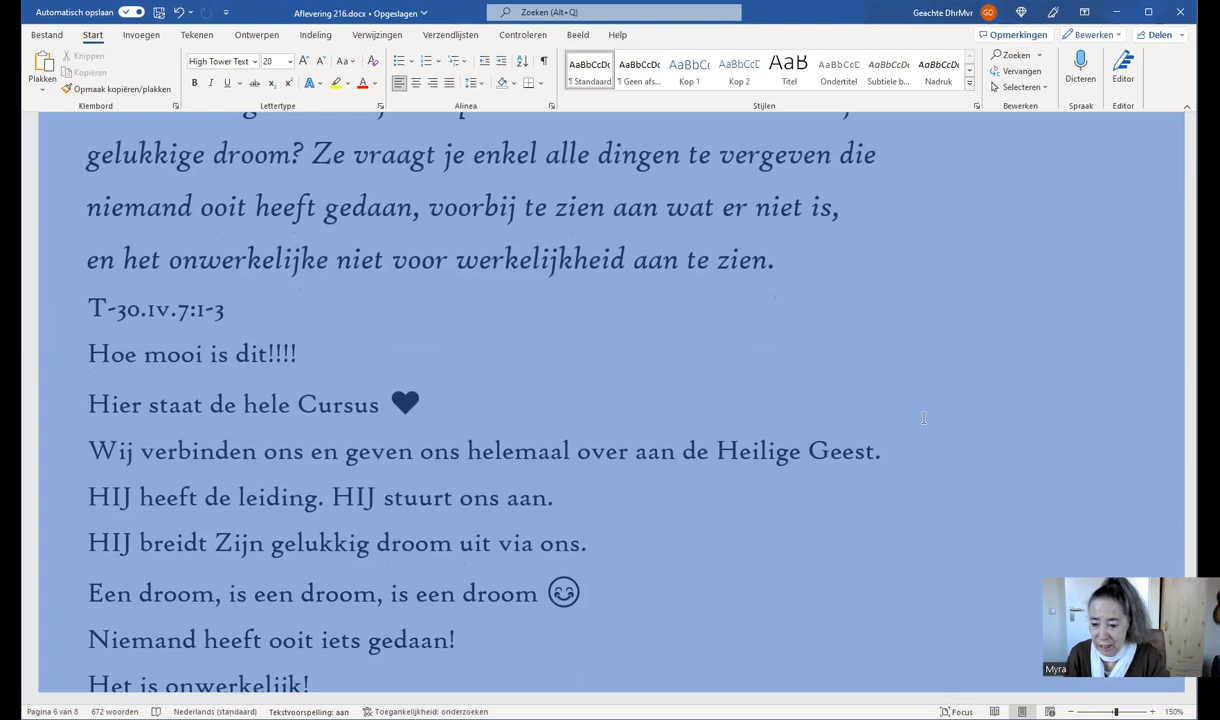 Automatisch opslaan
Aflevering 216.docx • Opgeslagen
Zoeken (Alt+Q)
Geachte DhrMvr
GD
Bestand Start Invoegen Tekenen Ontwerpen Indeling Verwijzingen Verzendlijsten Controleren Beeld Help
Opmerkingen Bewerken Delen
Plakken
Knippen
Kopiëren
Opmaak kopiëren/plakken
Klembord
High Tower Text 20
Lettertype
Alinea
AaBbCcDc AaBbCcDc AaBbCc AaBbCcD AaB AaBbCcD AaBbCcDc AaBbCcDc
¶ Standaard ¶ Geen afs... Kop 1 Kop 2 Titel Ondertitel Subtiele b... Nadruk
Stijlen
Zoeken
Vervangen
Selecteren
Bewerken
Dicteren
Spraak
Editor
Editor
gelukkige droom? Ze vraagt je enkel alle dingen te vergeven die
niemand ooit heeft gedaan, voorbij te zien aan wat er niet is,
en het onwerkelijke niet voor werkelijkheid aan te zien.
T-30.iv.7:1-3
Hoe mooi is dit!!!!
Hier staat de hele Cursus ♥
Wij verbinden ons en geven ons helemaal over aan de Heilige Geest.
HIJ heeft de leiding. HIJ stuurt ons aan.
HIJ breidt Zijn gelukkig droom uit via ons.
Een droom, is een droom, is een droom 😊
Niemand heeft ooit iets gedaan!
Het is onwerkelijk!
Myra
Pagina 6 van 8 672 woorden Nederlands (standaard) Tekstvoorspelling: aan Toegankelijkheid: onderzoeken Focus 150%